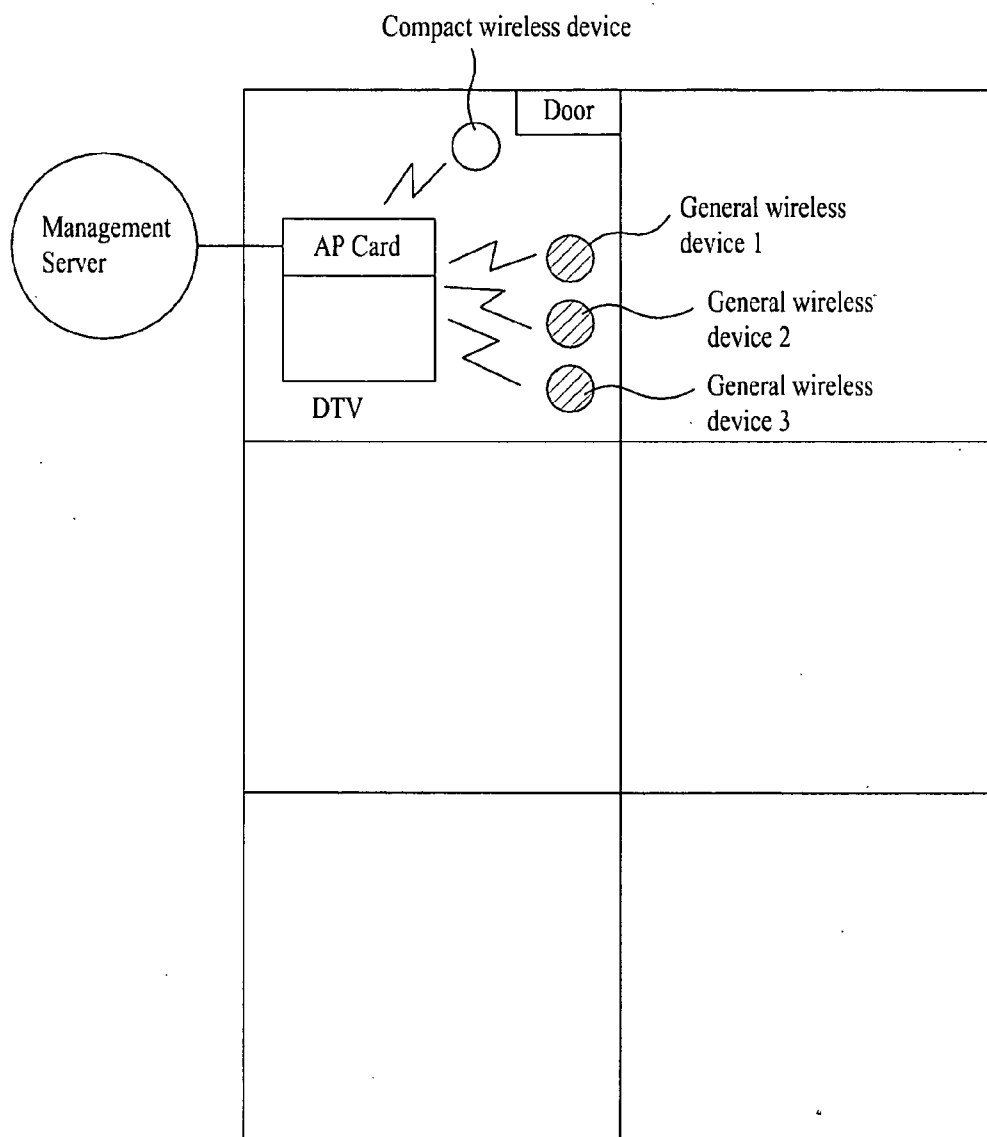 Compact wireless device
Door
Management
Server
AP Card
General wireless
device 1
General wireless
device 2
General wireless
device 3
DTV